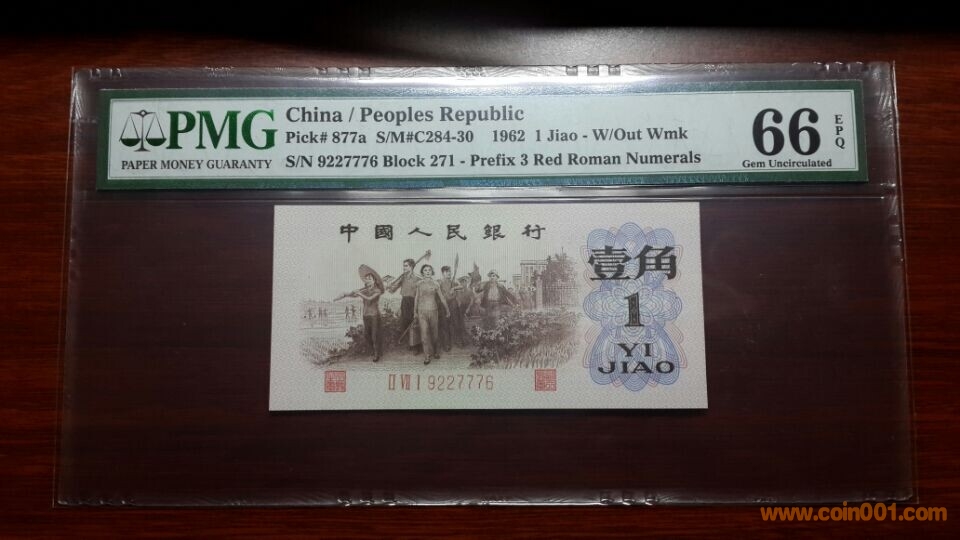 PMG
PAPER MONEY GUARANTY
China / Peoples Republic
Pick# 877a S/M#C284-30 1962 1 Jiao - W/Out Wmk
S/N 9227776 Block 271 - Prefix 3 Red Roman Numerals
66 EPQ
Gem Uncirculated
中國人民銀行
壹角
1
YI
JIAO
II VII I 9227776
www.coin001.com